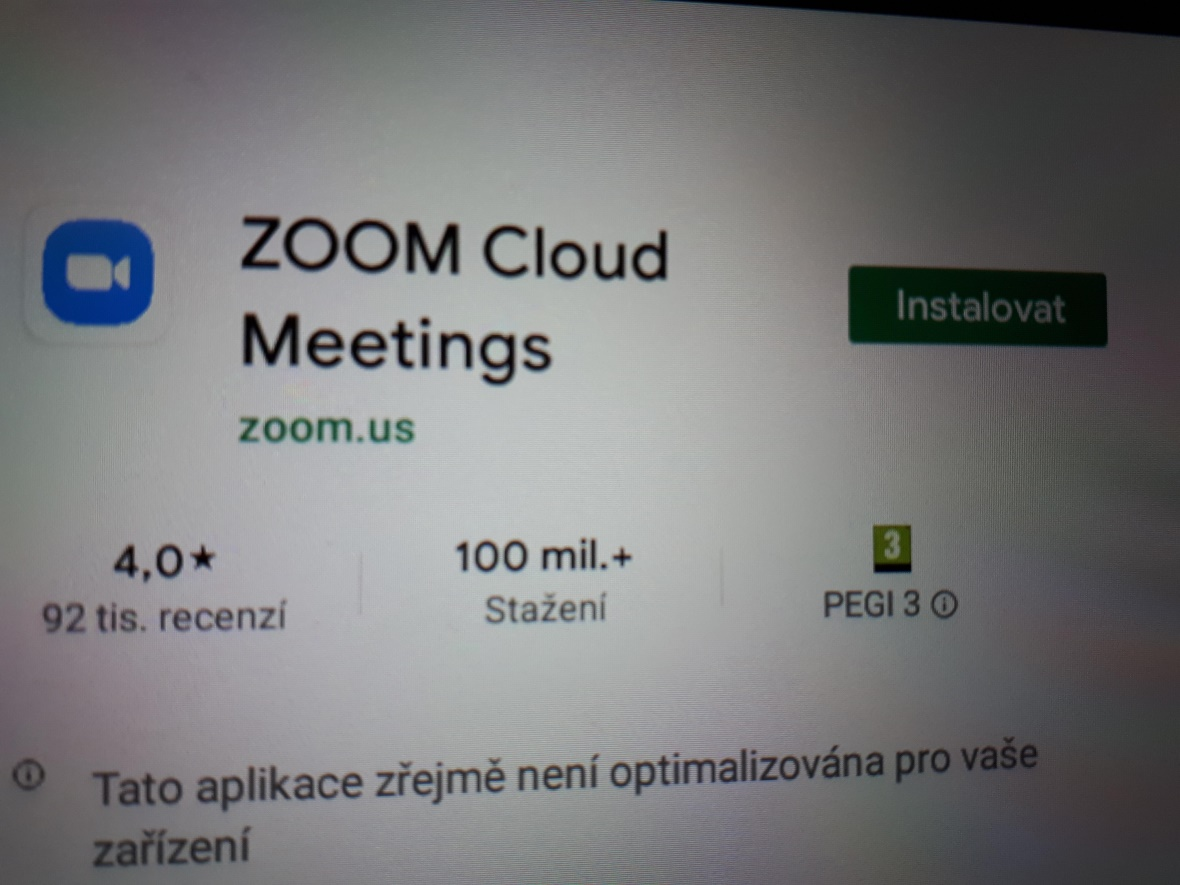 ZOOM Cloud
Meetings
Instalovat
zoom.us
4,0★
92 tis. recenzí
100 mil.+
Stažení
3
PEGI 3
Tato aplikace zřejmě není optimalizována pro vaše
zařízení